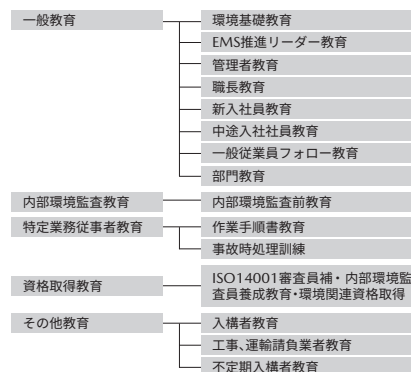 一般教育
環境基礎教育
EMS推進リーダー教育
管理者教育
職長教育
新入社員教育
中途入社社員教育
一般従業員フォロー教育
部門教育
内部環境監査教育
内部環境監査前教育
特定業務従事者教育
作業手順書教育
事故時処理訓練
資格取得教育
ISO14001審査員補・内部環境監
査員養成教育・環境関連資格取得
その他教育
入構者教育
工事、運輸請負業者教育
不定期入構者教育